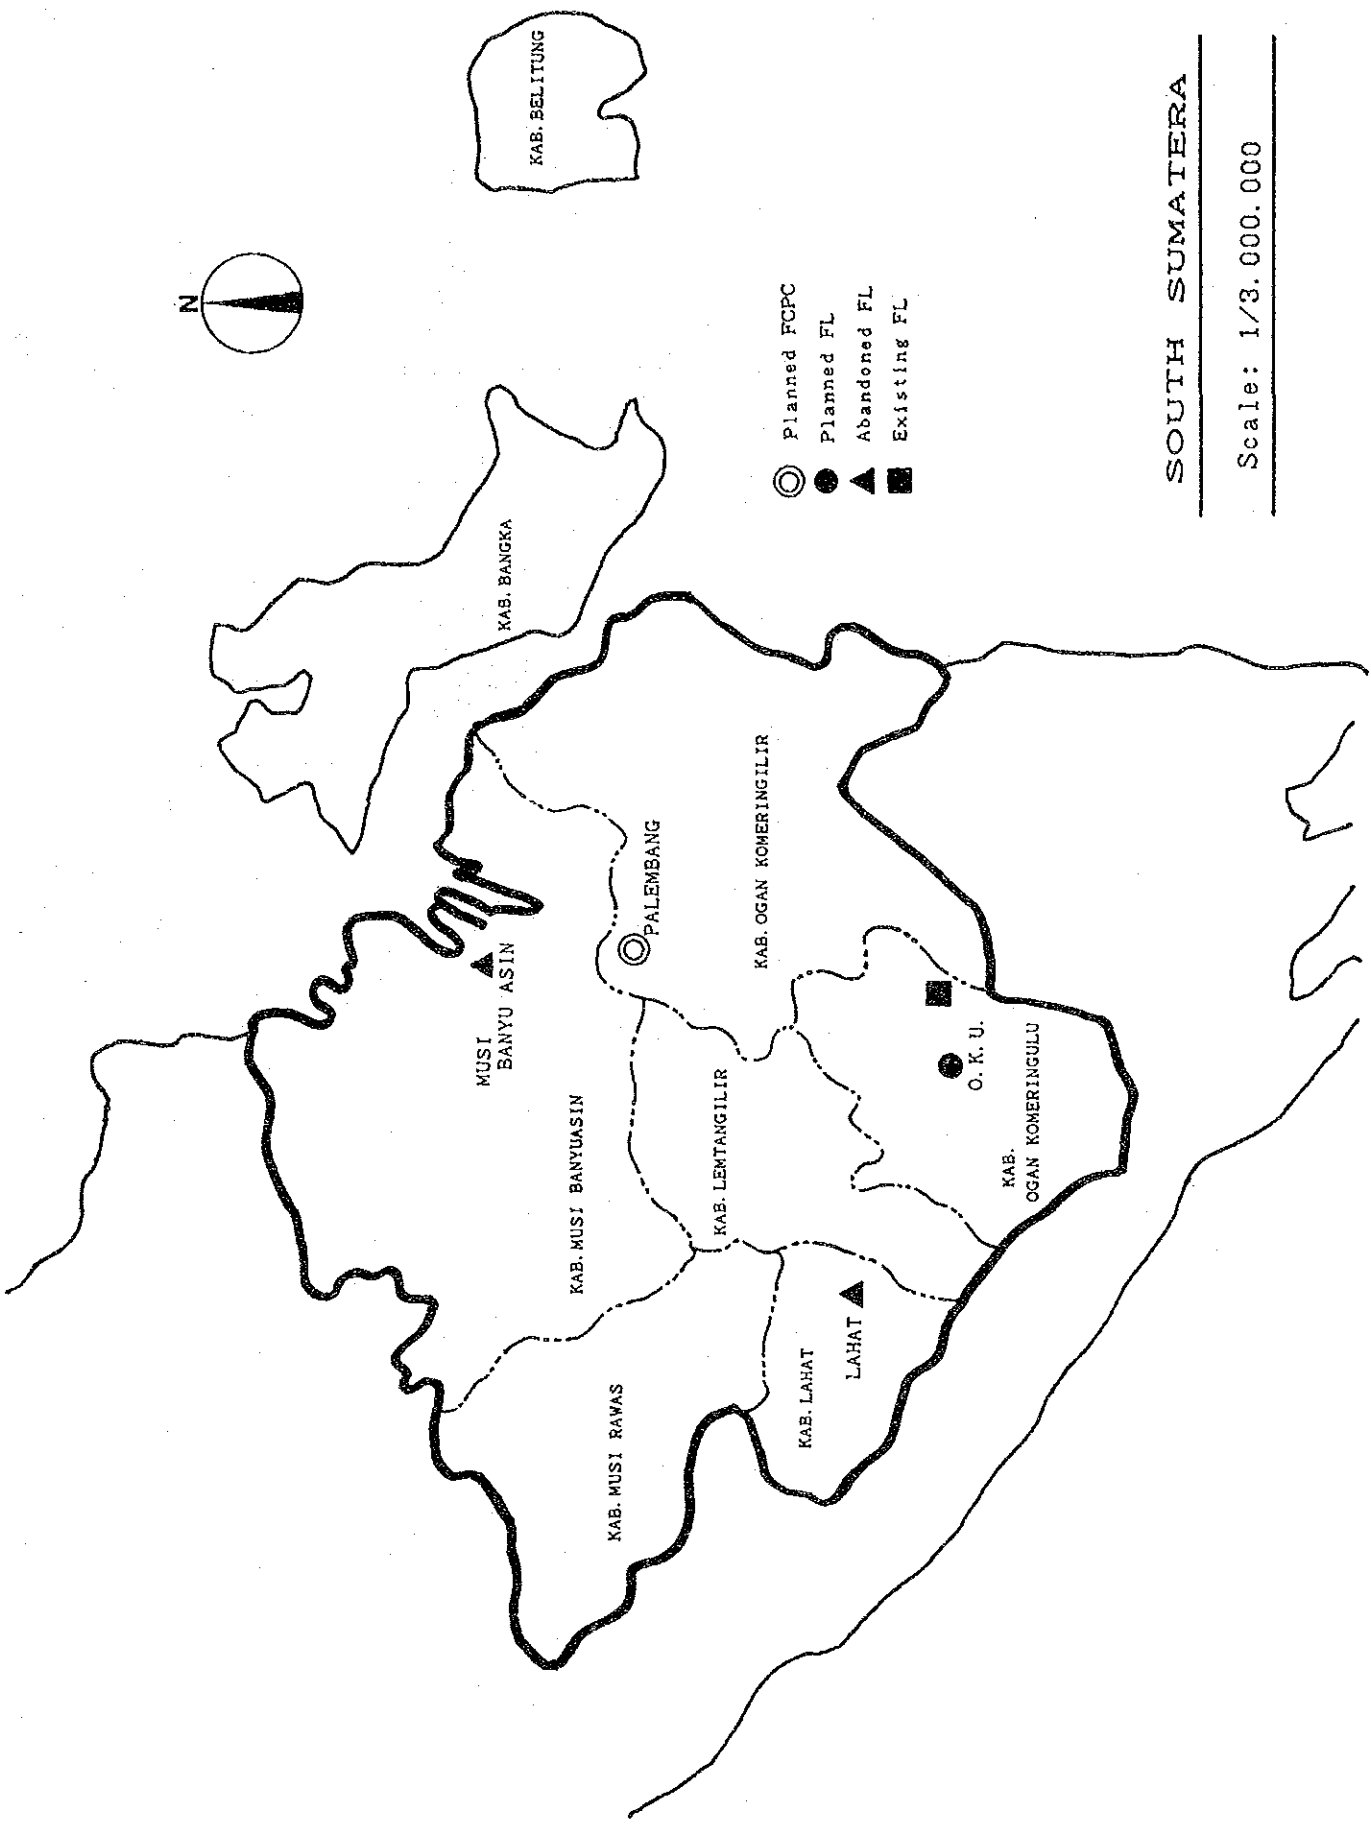 N
KAB. BELITUNG
KAB. BANGKA
MUSI
BANYU ASIN
PALEMBANG
KAB. MUSI BANYUASIN
KAB. OGAN KOMERINGILIR
KAB. LEMTANGILIR
KAB. MUSI RAWAS
KAB. LAHAT
LAHAT
O. K. U.
KAB.
OGAN KOMERINGULU
Planned FCPC
Planned FL
Abandoned FL
Existing FL
SOUTH SUMATERA
Scale: 1/3.000.000